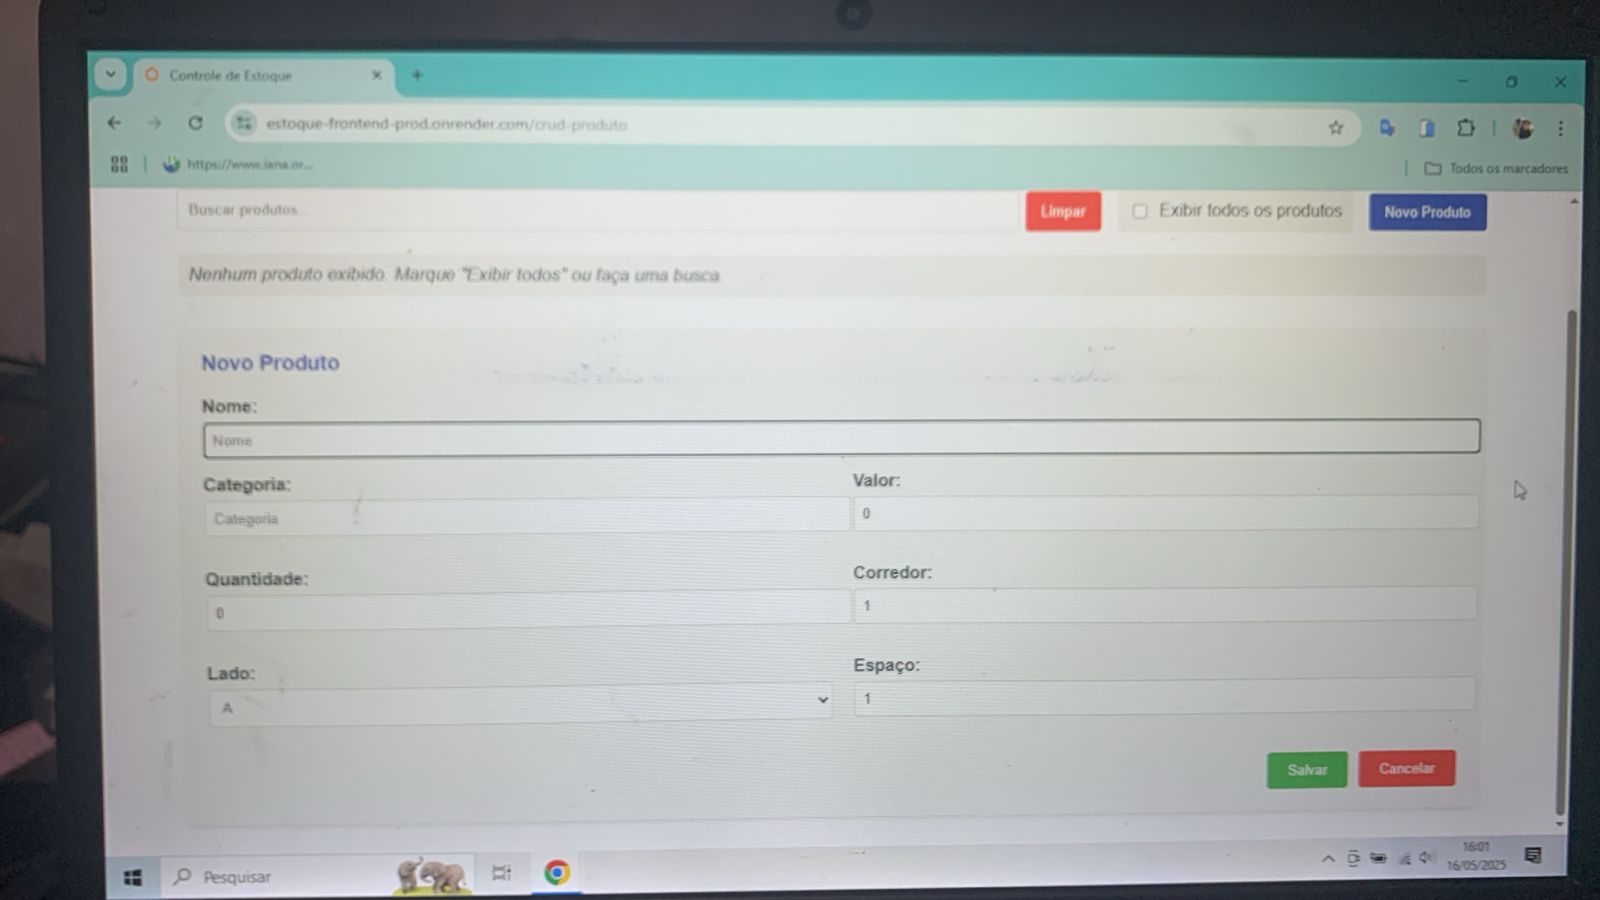 Controle de Estoque
estoque-frontend-prod.onrender.com/crud-produto
https://www.iana.or...
Todos os marcadores
Buscar produtos...
Limpar
Exibir todos os produtos
Novo Produto
Nenhum produto exibido. Marque "Exibir todos" ou faça uma busca.
Novo Produto
Nome:
Nome
Categoria:
Valor:
Categoria
0
Quantidade:
Corredor:
0
1
Lado:
Espaço:
A
1
Salvar
Cancelar
Pesquisar
16:01
16/05/2025